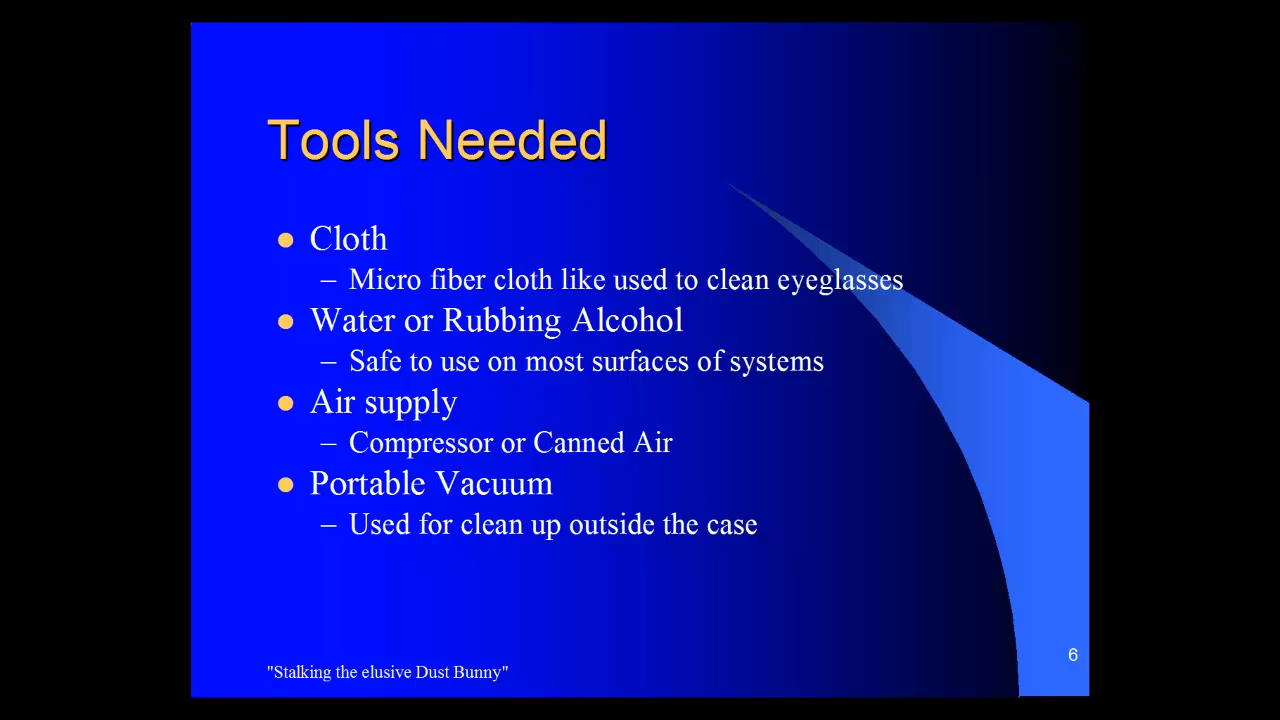 Tools Needed
Cloth
– Micro fiber cloth like used to clean eyeglasses
Water or Rubbing Alcohol
– Safe to use on most surfaces of systems
Air supply
– Compressor or Canned Air
Portable Vacuum
– Used for clean up outside the case
6
"Stalking the elusive Dust Bunny"